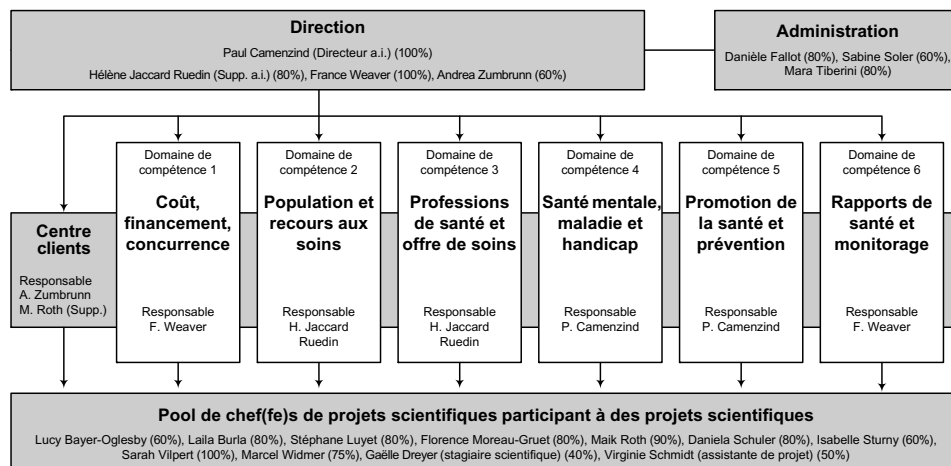 Direction
Paul Camenzind (Directeur a.i.) (100%)
Hélène Jaccard Ruedin (Supp. a.i.) (80%), France Weaver (100%), Andrea Zumbrunn (60%)
Administration
Danièle Fallot (80%), Sabine Soler (60%),
Mara Tiberini (80%)
Centre
clients
Responsable
A. Zumbrunn
M. Roth (Supp.)
Domaine de
compétence 1
Coût,
financement,
concurrence
Responsable
F. Weaver
Domaine de
compétence 2
Population et
recours aux
soins
Responsable
H. Jaccard
Ruedin
Domaine de
compétence 3
Professions
de santé et
offre de soins
Responsable
H. Jaccard
Ruedin
Domaine de
compétence 4
Santé mentale,
maladie et
handicap
Responsable
P. Camenzind
Domaine de
compétence 5
Promotion de
la santé et
prévention
Responsable
P. Camenzind
Domaine de
compétence 6
Rapports de
santé et
monitorage
Responsable
F. Weaver
Pool de chef(fe)s de projets scientifiques participant à des projets scientifiques
Lucy Bayer-Oglesby (60%), Laila Burla (80%), Stéphane Luyet (80%), Florence Moreau-Gruet (80%), Maik Roth (90%), Daniela Schuler (80%), Isabelle Sturny (60%),
Sarah Vilpert (100%), Marcel Widmer (75%), Gaëlle Dreyer (stagiaire scientifique) (40%), Virginie Schmidt (assistante de projet) (50%)